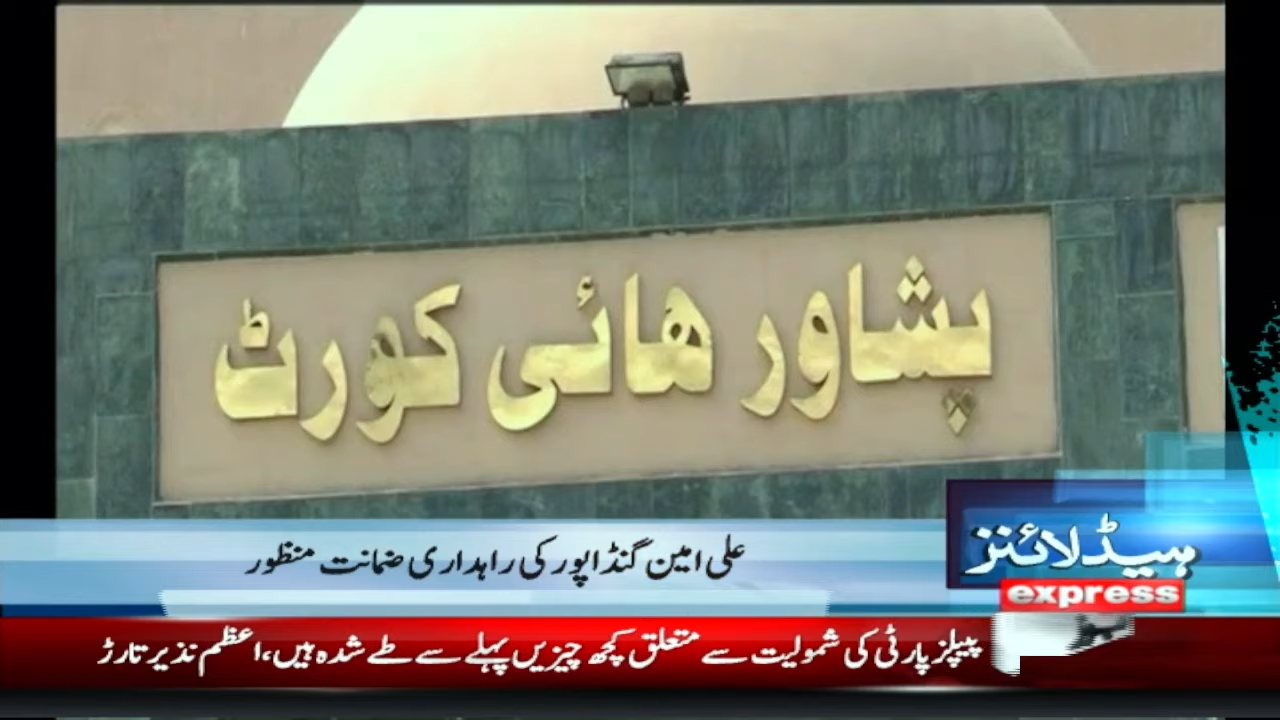 پشاور ھائی کورٹ
ہیڈلائنز
express
علی امین گنڈاپور کی راہداری ضمانت منظور
پیپلز پارٹی کی شمولیت سے متعلق کچھ چیزیں پہلے سے طے شدہ ہیں،اعظم نذیر تارڑ